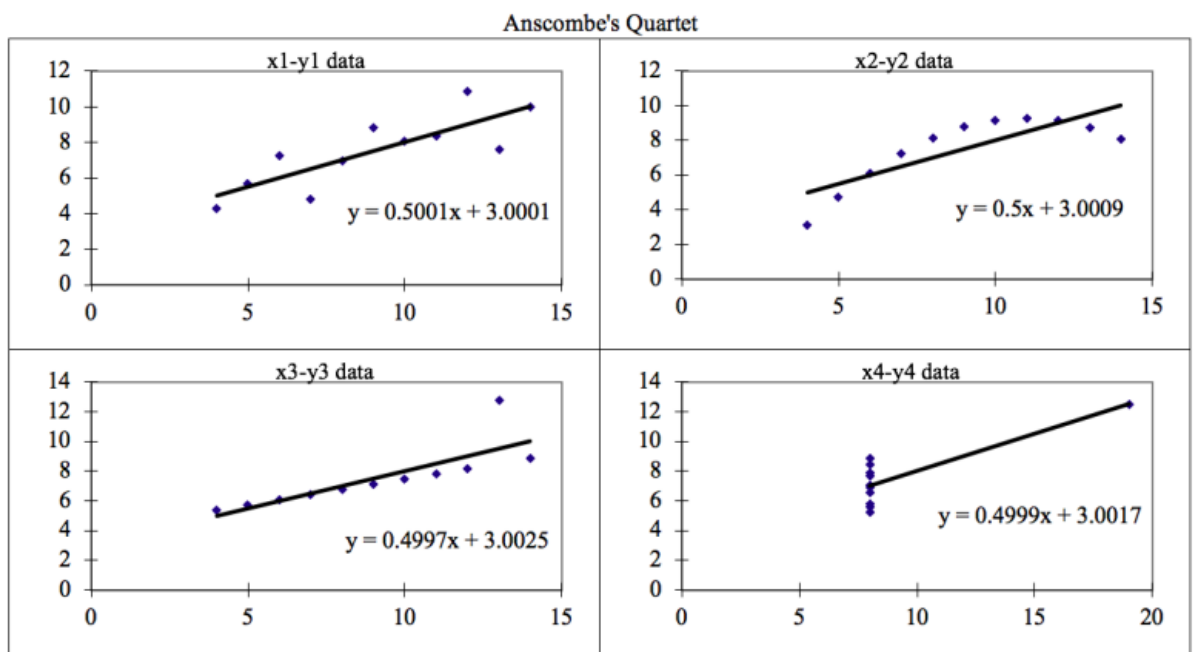 Anscombe's Quartet
x1-y1 data
12
10
8
6
4
2
0
0 5 10 15
y = 0.5001x + 3.0001
x2-y2 data
12
10
8
6
4
2
0
0 5 10 15
y = 0.5x + 3.0009
x3-y3 data
14
12
10
8
6
4
2
0
0 5 10 15
y = 0.4997x + 3.0025
x4-y4 data
14
12
10
8
6
4
2
0
0 5 10 15 20
y = 0.4999x + 3.0017